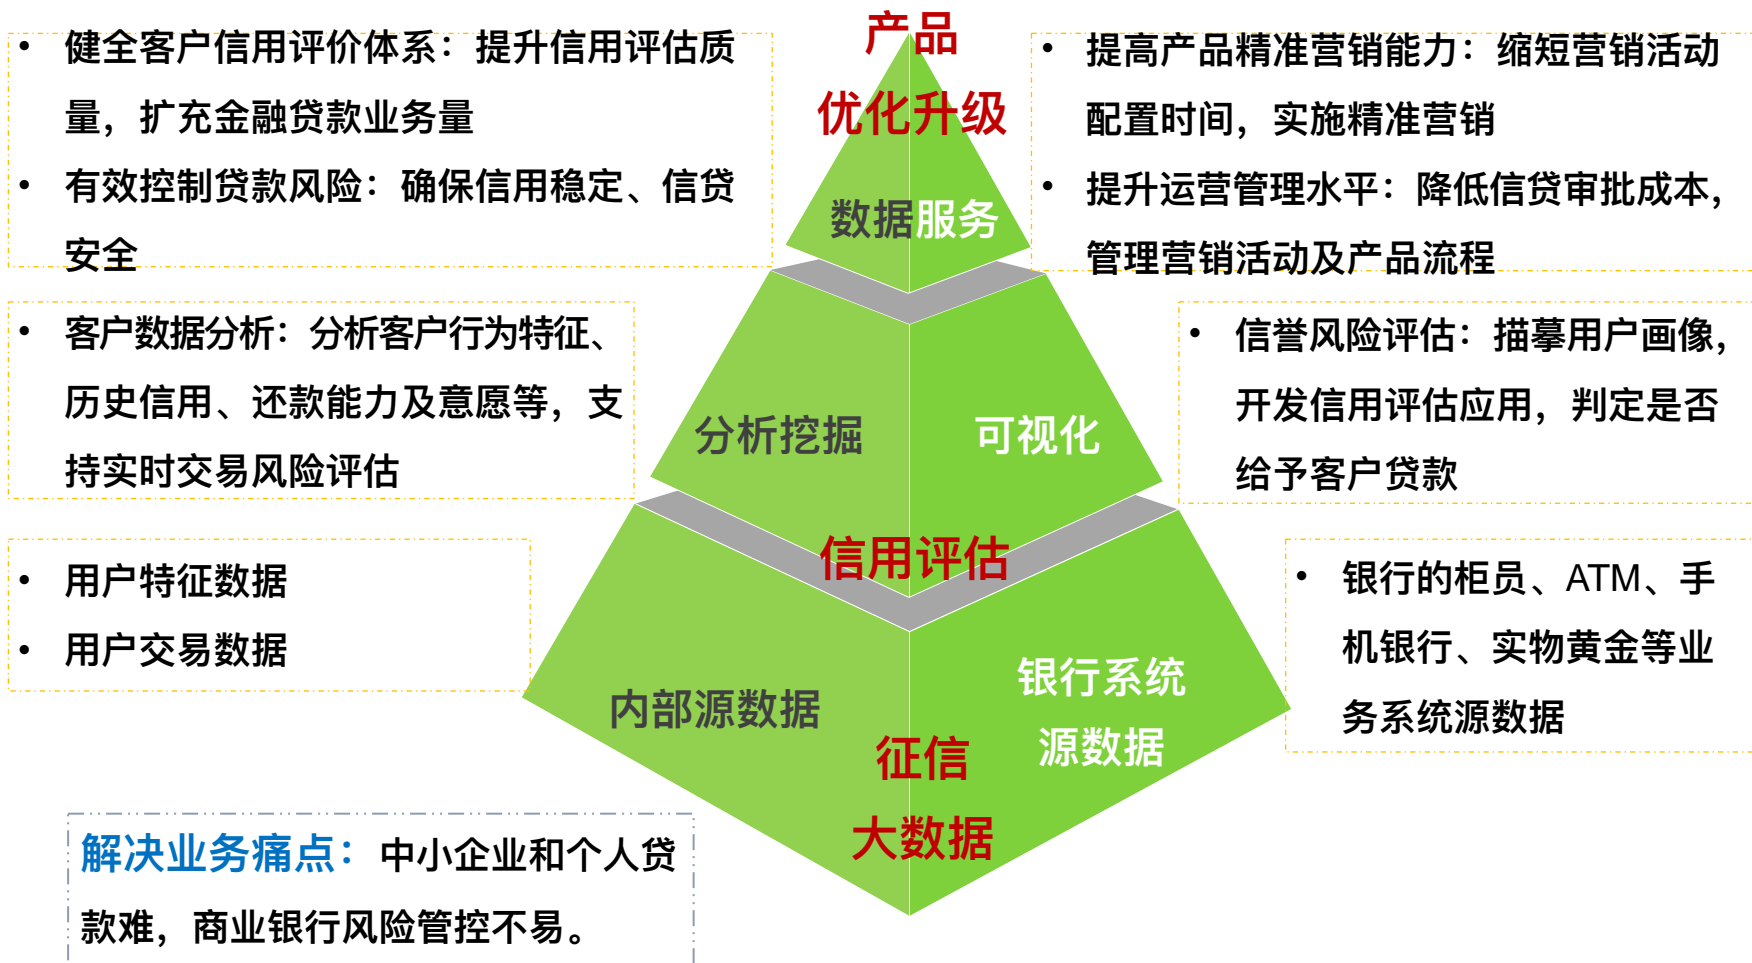 产品
优化升级
• 健全客户信用评价体系：提升信用评估质
量，扩充金融贷款业务量
• 有效控制贷款风险：确保信用稳定、信贷
安全
• 提高产品精准营销能力：缩短营销活动
配置时间，实施精准营销
• 提升运营管理水平：降低信贷审批成本，
管理营销活动及产品流程
数据服务
• 客户数据分析：分析客户行为特征、
历史信用、还款能力及意愿等，支
持实时交易风险评估
分析挖掘
可视化
信用评估
• 信誉风险评估：描摹用户画像，
开发信用评估应用，判定是否
给予客户贷款
• 用户特征数据
• 用户交易数据
内部源数据
银行系统
源数据
征信
大数据
• 银行的柜员、ATM、手
机银行、实物黄金等业
务系统源数据
解决业务痛点：中小企业和个人贷
款难，商业银行风险管控不易。